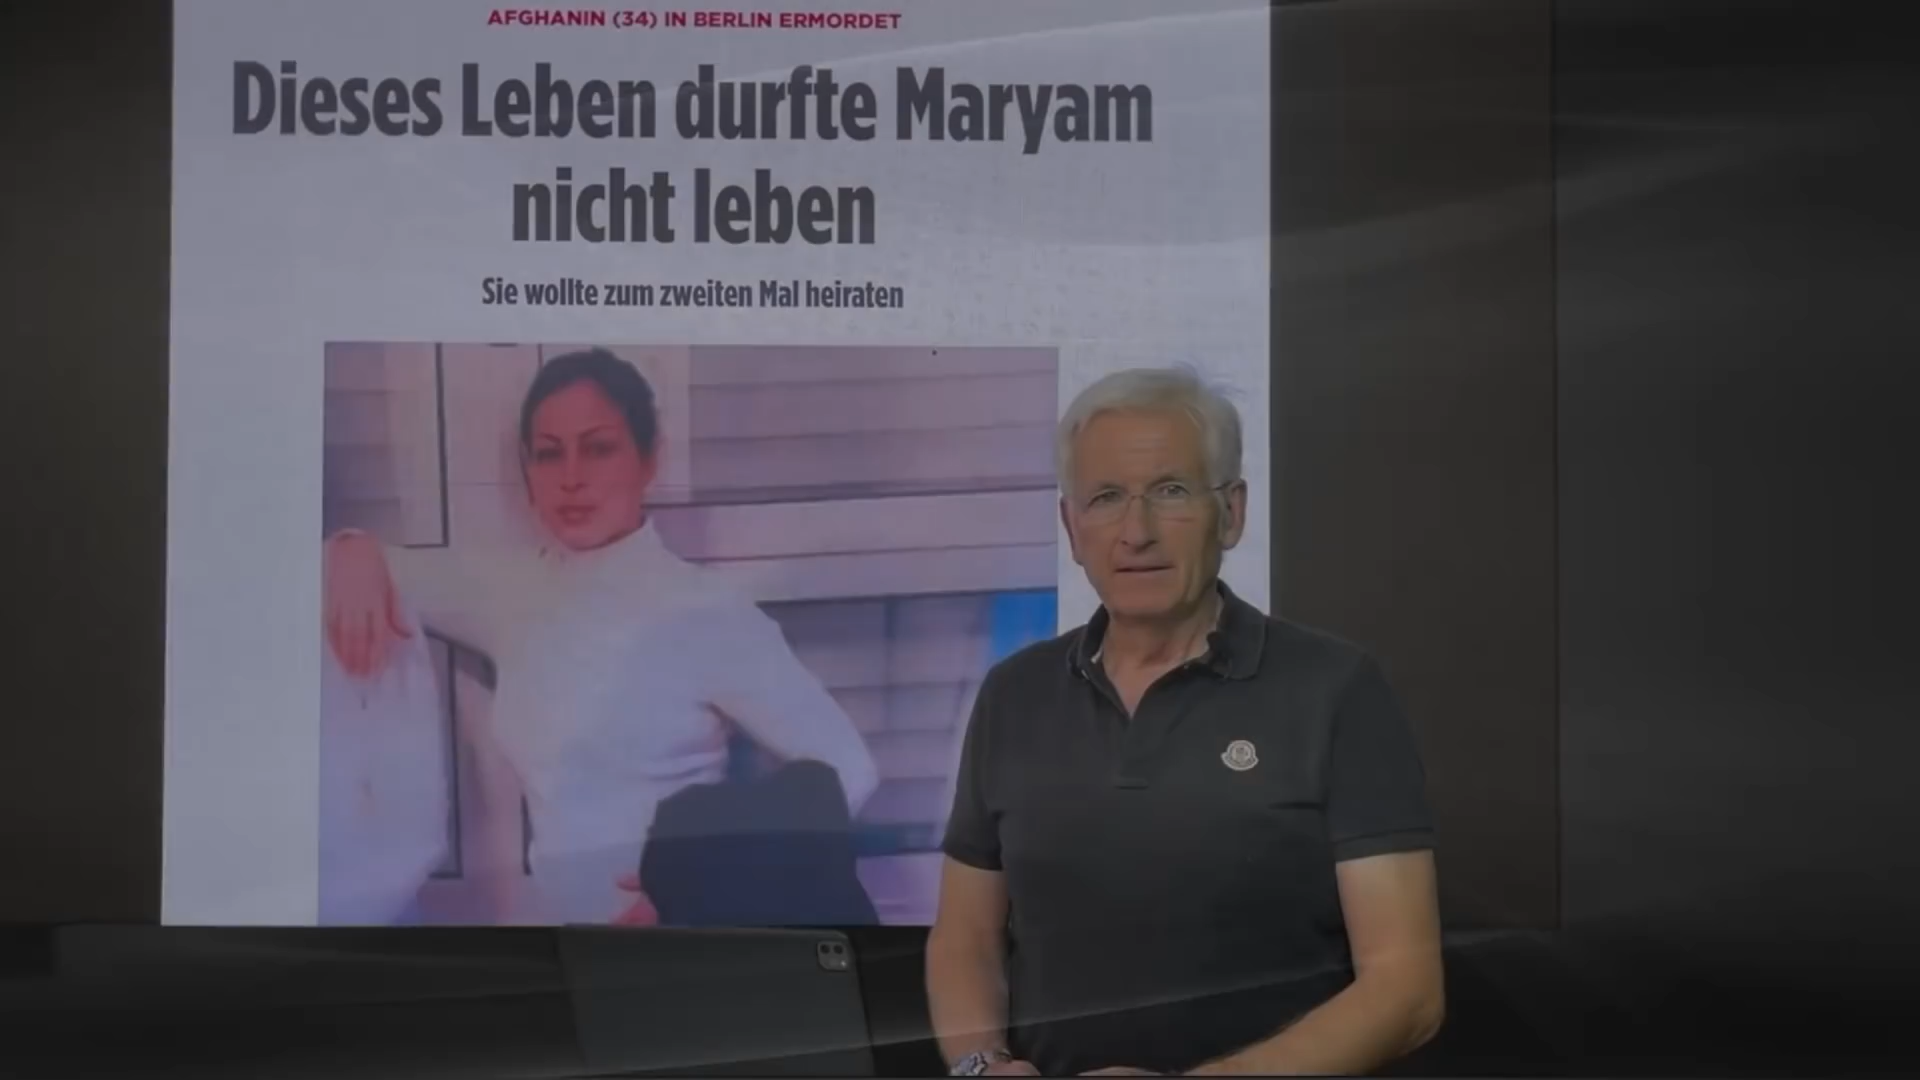 AFGHANIN (34) IN BERLIN ERMORDET
Dieses Leben durfte Maryam
nicht leben
Sie wollte zum zweiten Mal heiraten